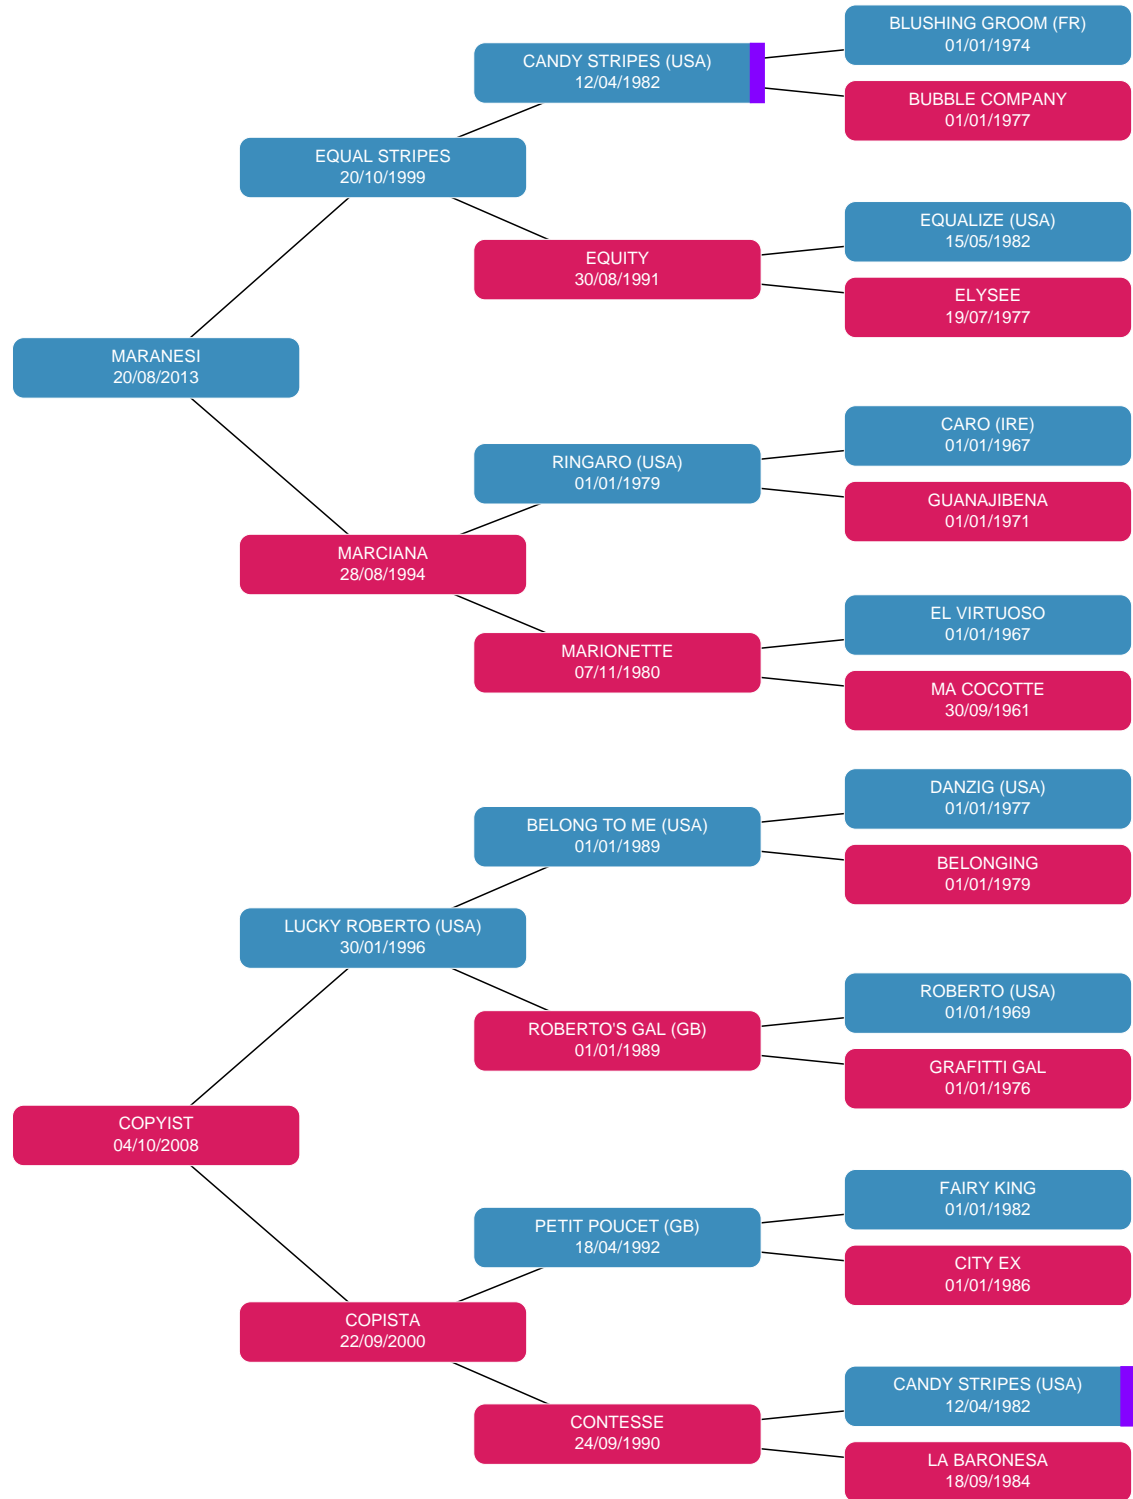 BLUSHING GROOM (FR)
01/01/1974
CANDY STRIPES (USA)
12/04/1982
BUBBLE COMPANY
01/01/1977
EQUAL STRIPES
20/10/1999
EQUALIZE (USA)
15/05/1982
EQUITY
30/08/1991
ELYSEE
19/07/1977
MARANESI
20/08/2013
CARO (IRE)
01/01/1967
RINGARO (USA)
01/01/1979
GUANAJIBENA
01/01/1971
MARCIANA
28/08/1994
EL VIRTUOSO
01/01/1967
MARIONETTE
07/11/1980
MA COCOTTE
30/09/1961
DANZIG (USA)
01/01/1977
BELONG TO ME (USA)
01/01/1989
BELONGING
01/01/1979
LUCKY ROBERTO (USA)
30/01/1996
ROBERTO (USA)
01/01/1969
ROBERTO'S GAL (GB)
01/01/1989
GRAFITTI GAL
01/01/1976
COPYIST
04/10/2008
FAIRY KING
01/01/1982
PETIT POUCET (GB)
18/04/1992
CITY EX
01/01/1986
COPISTA
22/09/2000
CANDY STRIPES (USA)
12/04/1982
CONTESSE
24/09/1990
LA BARONESA
18/09/1984